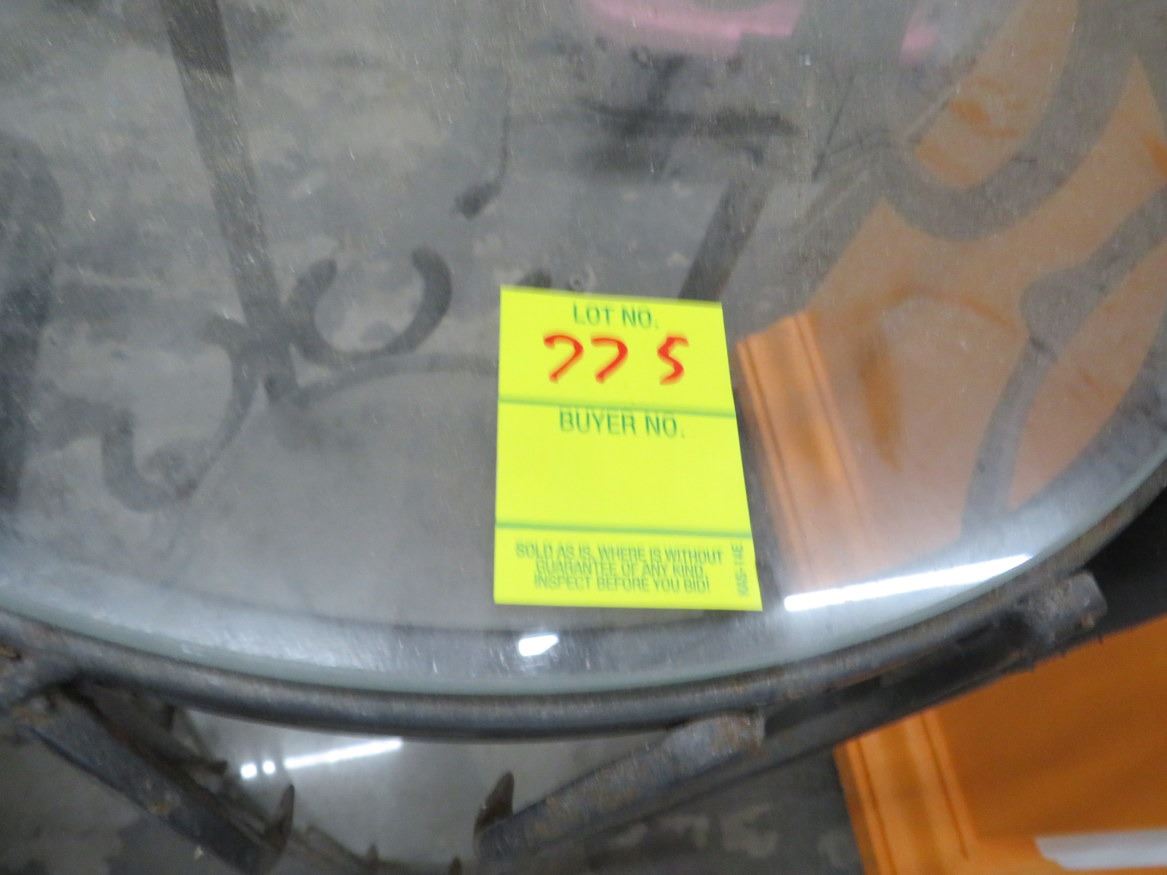 LOT NO.
775
BUYER NO.
SOLD AS IS, WHERE IS WITHOUT
GUARANTEE OF ANY KIND.
INSPECT BEFORE YOU BID!